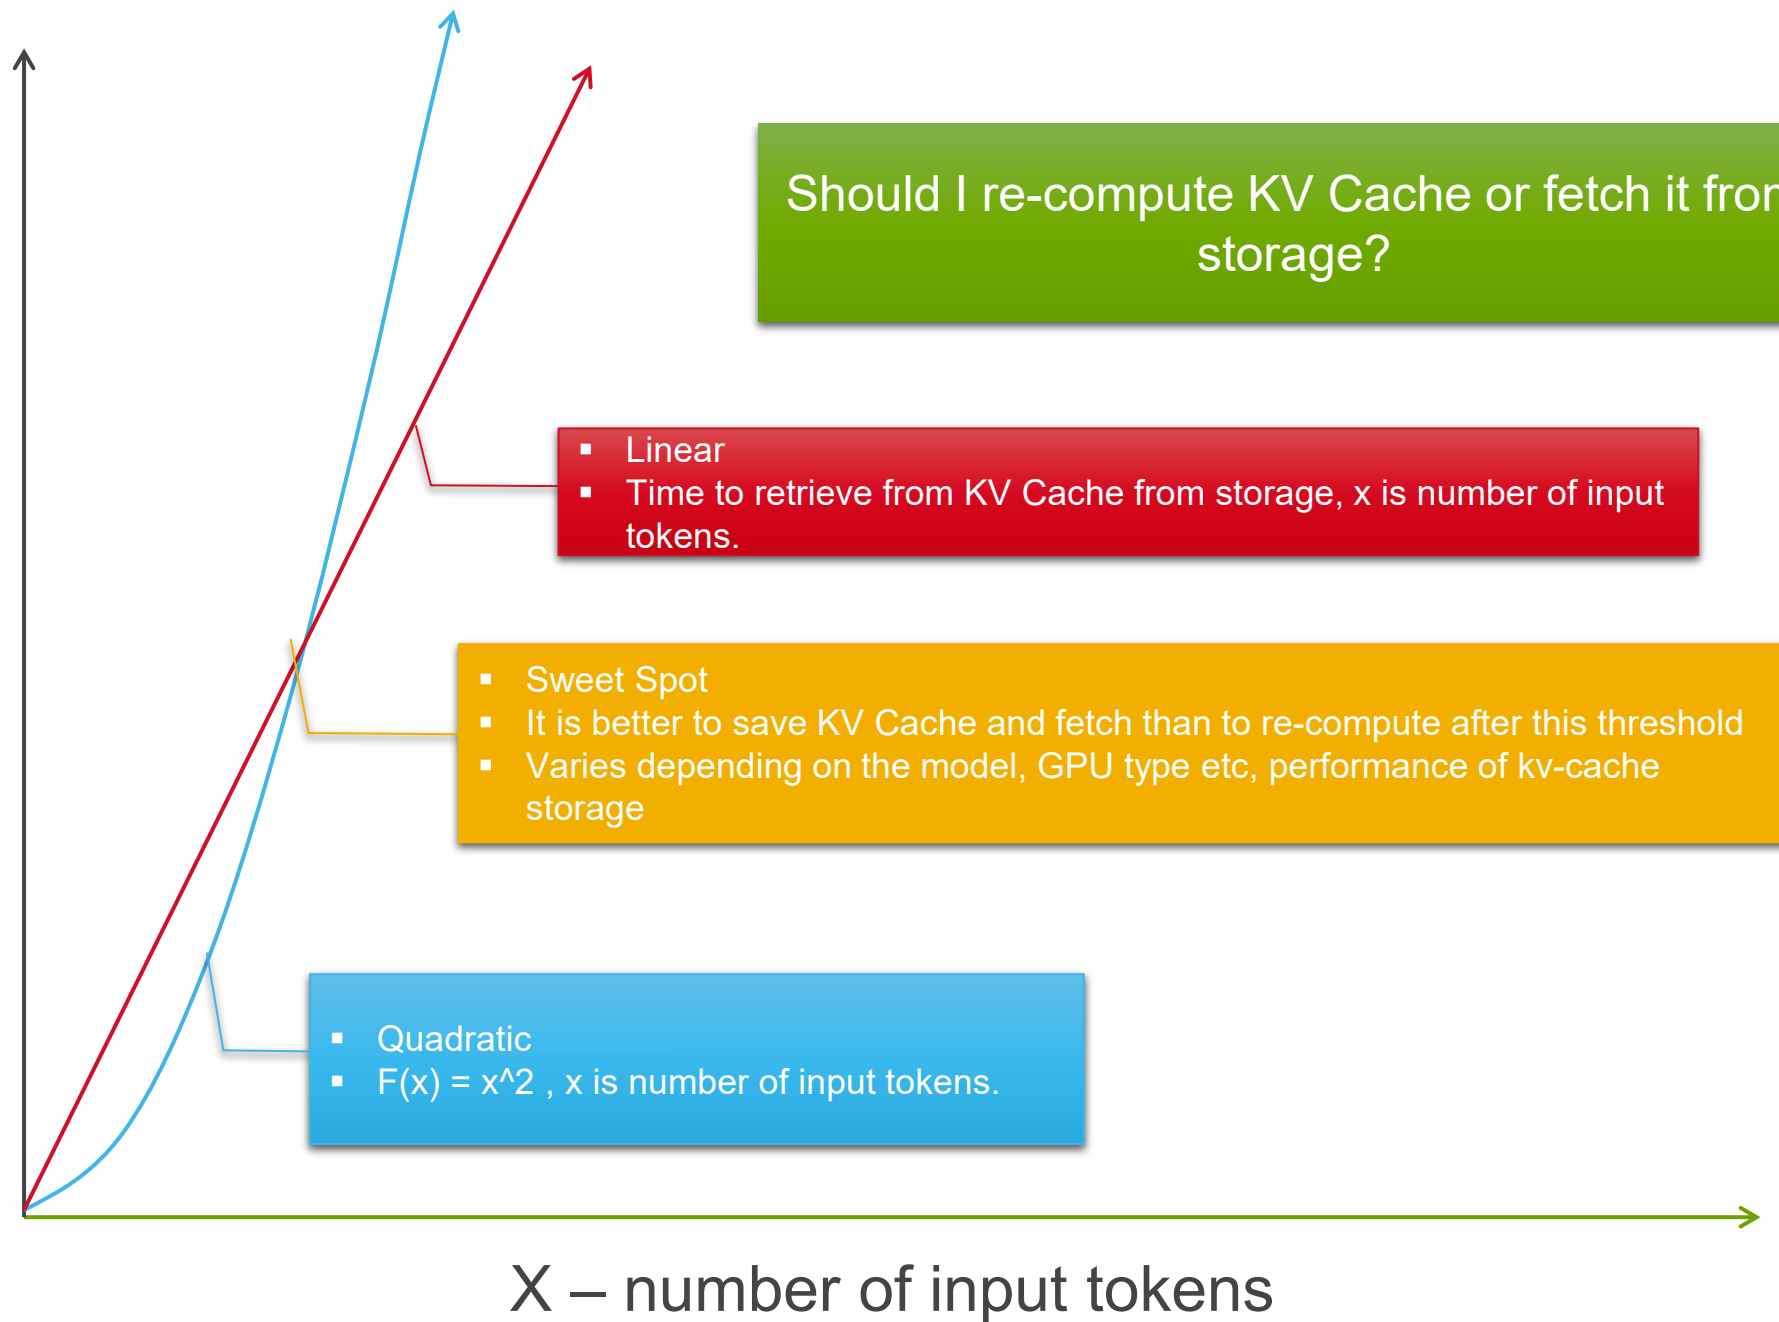 Should I re-compute KV Cache or fetch it
storage?
Linear
Time to retrieve from KV Cache from storage, x is number of input
tokens.
Sweet Spot
It is better to save KV Cache and fetch than to re-compute after this threshold
Varies depending on the model, GPU type etc, performance of kv-cache
storage
Quadratic
F(x) = x^2 , x is number of input tokens.
X – number of input tokens